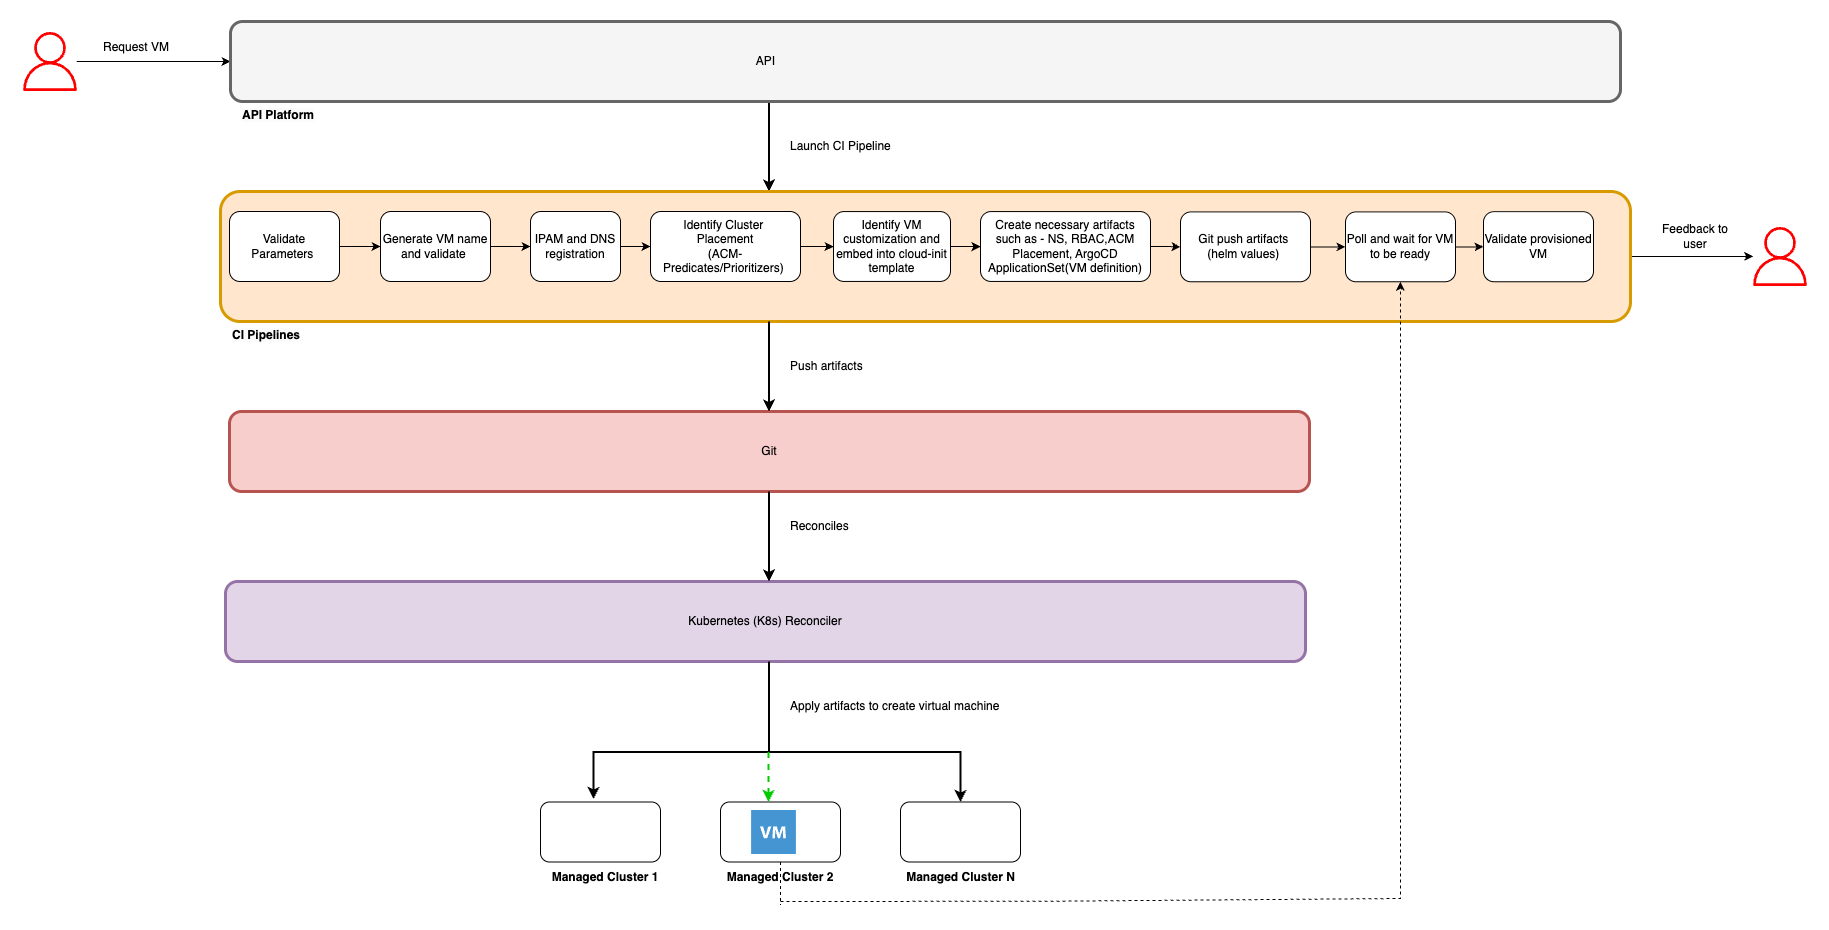 Request VM
API
API Platform
Launch CI Pipeline
Validate
Parameters
Generate VM name
and validate
IPAM and DNS
registration
Identify Cluster
Placement
(ACM-
Predicates/Prioritizers)
Identify VM
customization and
embed into cloud-init
template
Create necessary artifacts
such as - NS, RBAC,ACM
Placement, ArgoCD
ApplicationSet(VM definition)
Git push artifacts
(helm values)
Poll and wait for VM
to be ready
Validate provisioned
VM
Feedback to
user
CI Pipelines
Push artifacts
Git
Reconciles
Kubernetes (K8s) Reconciler
Apply artifacts to create virtual machine
VM
Managed Cluster 1
Managed Cluster 2
Managed Cluster N